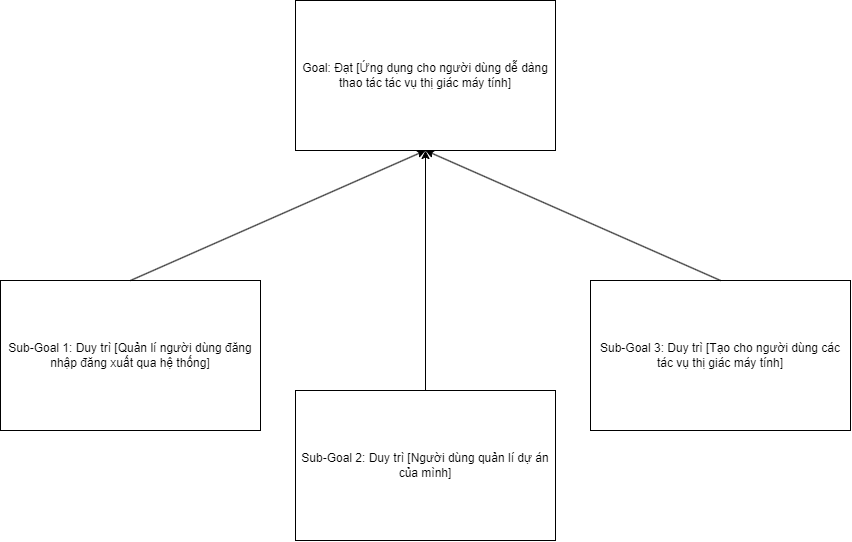 Goal: Đạt [Ứng dụng cho người dùng dễ dàng
thao tác tác vụ thị giác máy tính]
Sub-Goal 1: Duy trì [Quản lí người dùng đăng
nhập đăng xuất qua hệ thống]
Sub-Goal 3: Duy trì [Tạo cho người dùng các
tác vụ thị giác máy tính]
Sub-Goal 2: Duy trì [Người dùng quản lí dự án
của mình]